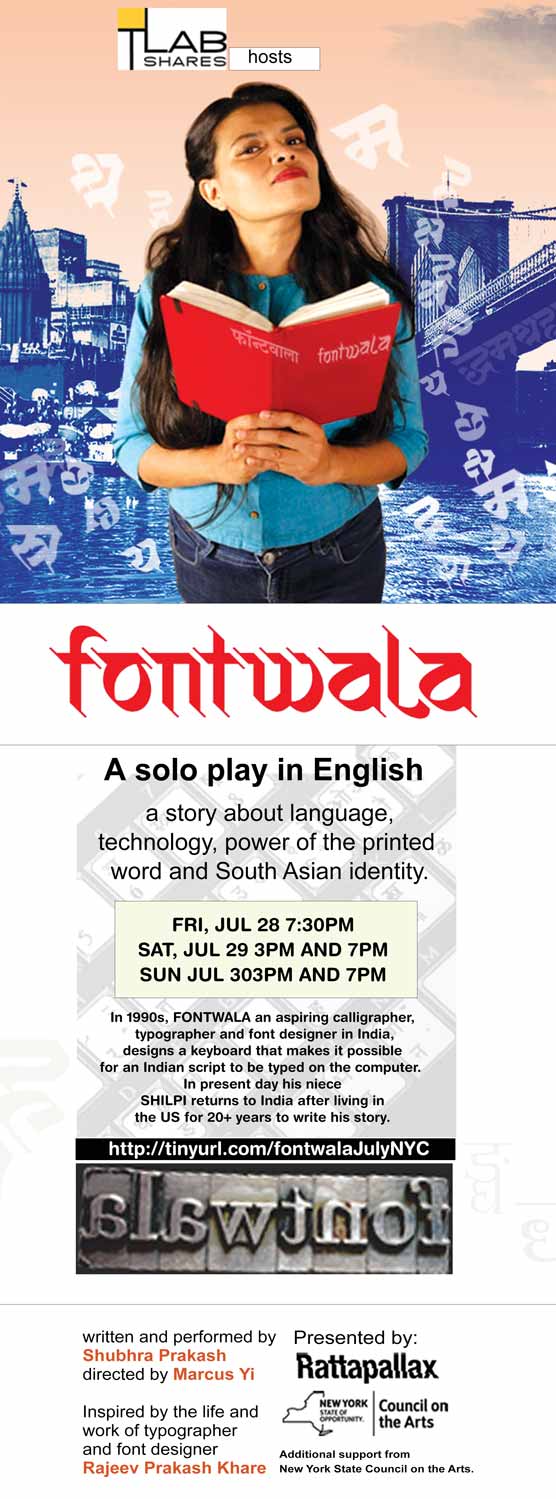 TLAB
SHARES
hosts
थ
म
फॉन्टवाला fontwala
fontwala
A solo play in English
a story about language,
technology, power of the printed
word and South Asian identity.
FRI, JUL 28 7:30PM
SAT, JUL 29 3PM AND 7PM
SUN JUL 303PM AND 7PM
In 1990s, FONTWALA an aspiring calligrapher,
typographer and font designer in India,
designs a keyboard that makes it possible
for an Indian script to be typed on the computer.
In present day his niece
SHILPI returns to India after living in
the US for 20+ years to write his story.
http://tinyurl.com/fontwalaJulyNYC
fontwala
written and performed by
Shubhra Prakash
directed by Marcus Yi
Inspired by the life and
work of typographer
and font designer
Rajeev Prakash Khare
Presented by:
Rattapallax
NEW YORK
STATE OF
OPPORTUNITY.
Council on
the Arts
Additional support from
New York State Council on the Arts.